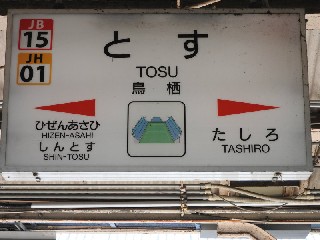 JB
15
JH
01
とす
TOSU
鳥栖
ひぜんあさひ
HIZEN-ASAHI
しんとす
SHIN-TOSU
たしろ
TASHIRO